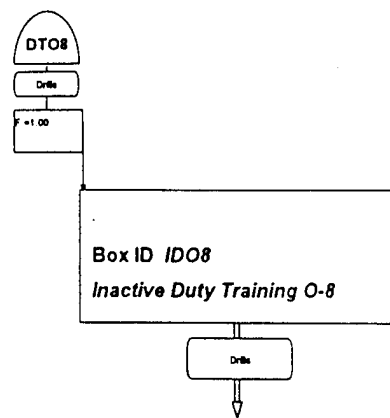 DTO8
Drills
F =1.00
Box ID IDO8
Inactive Duty Training O-8
Drills